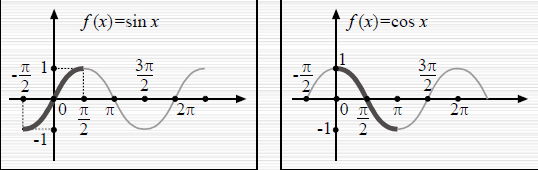 f(x)=sin x
-π/2
1
3π/2
0 π/2 π 2π
-1
f(x)=cos x
-π/2
1
3π/2
0 π/2 π 2π
-1